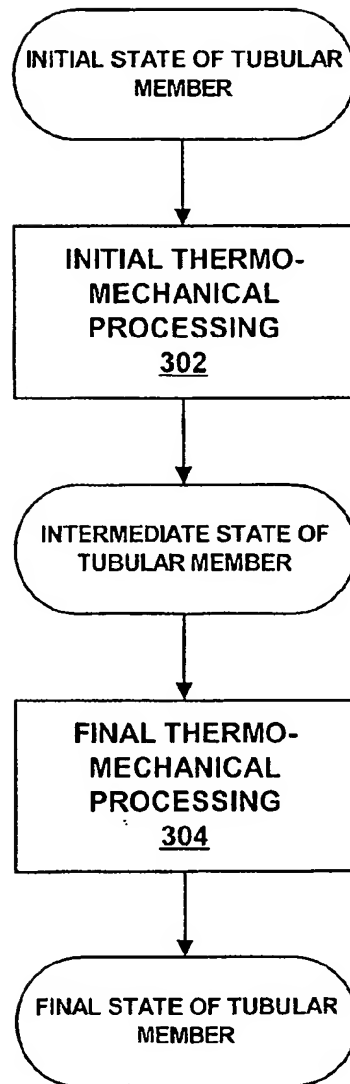 INITIAL STATE OF TUBULAR
MEMBER
INITIAL THERMO-
MECHANICAL
PROCESSING
302
INTERMEDIATE STATE OF
TUBULAR MEMBER
FINAL THERMO-
MECHANICAL
PROCESSING
304
FINAL STATE OF TUBULAR
MEMBER